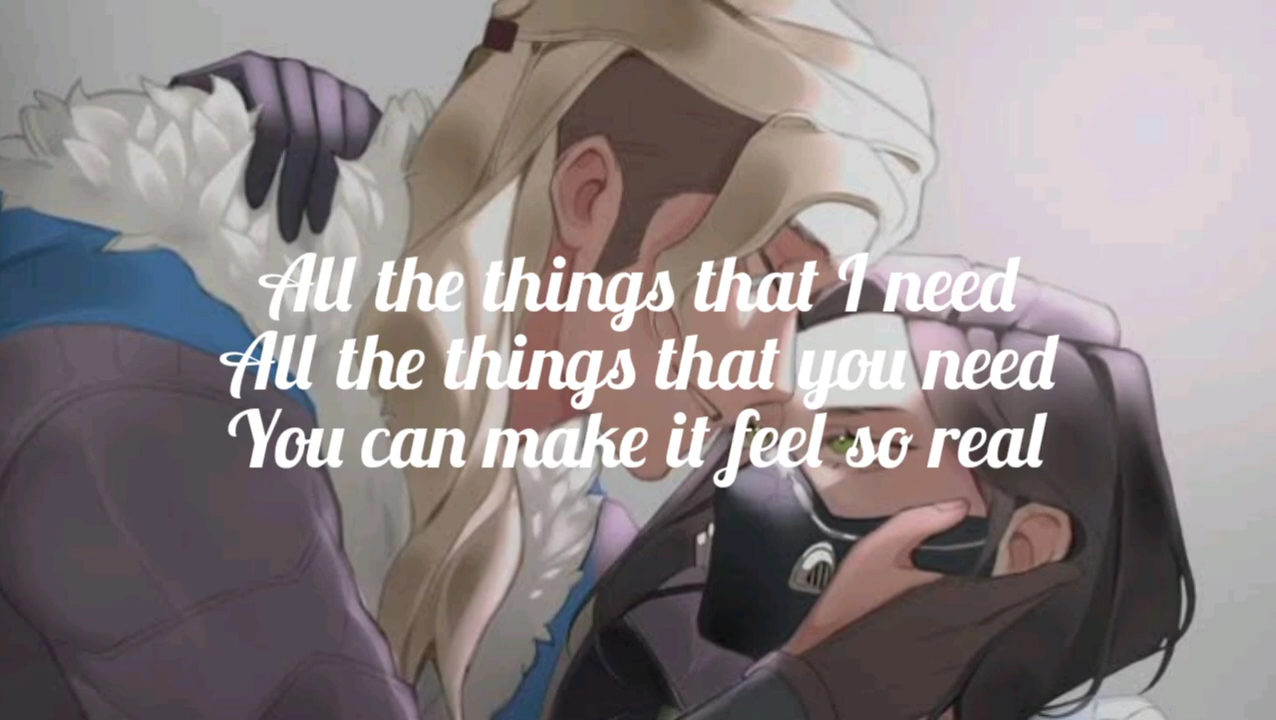 All the things that I need
All the things that you need
You can make it feel so real